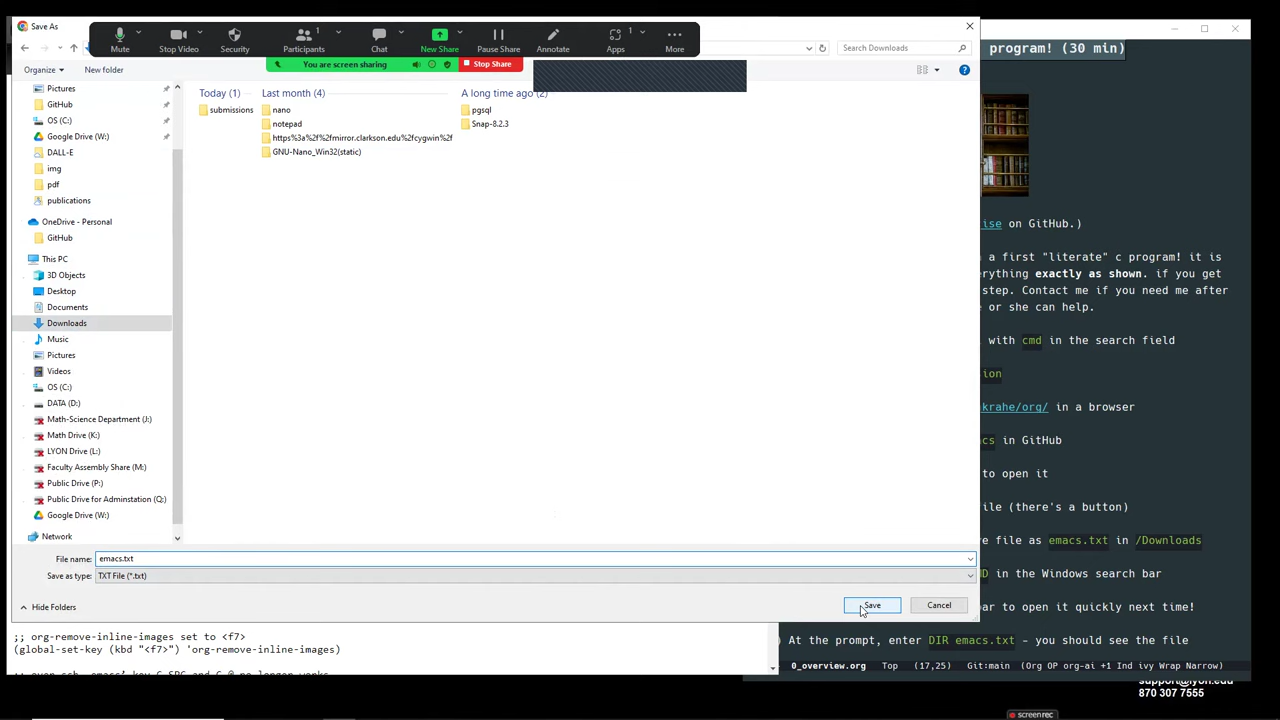 Save As
Mute
Stop Video
Security
Participants
1
Chat
New Share
Pause Share
Annotate
Apps
1
More
You are screen sharing
Stop Share
Search Downloads
program! (30 min)
Organize
New folder
Pictures
GitHub
OS (C:)
Google Drive (W:)
DALL-E
img
pdf
publications
OneDrive - Personal
GitHub
This PC
3D Objects
Desktop
Documents
Downloads
Music
Pictures
Videos
OS (C:)
DATA (D:)
Math-Science Department (J:)
Math Drive (K:)
LYON Drive (L:)
Faculty Assembly Share (M:)
Public Drive (P:)
Public Drive for Adminstation (Q:)
Google Drive (W:)
Network
Today (1)
submissions
Last month (4)
nano
notepad
https%3a%2f%2fmirror.clarkson.edu%2fcygwin%2f
GNU-Nano_Win32(static)
A long time ago (2)
pgsql
Snap-8.2.3
File name: emacs.txt
Save as type: TXT File (*.txt)
Hide Folders
Save
Cancel
ise on GitHub.)
a first "literate" c program! it is
erything exactly as shown. if you get
step. Contact me if you need me after
or she can help.
with cmd in the search field
ion
krahe/org/ in a browser
cs in GitHub
to open it
ile (there's a button)
e file as emacs.txt in /Downloads
D in the Windows search bar
bar to open it quickly next time!
) At the prompt, enter DIR emacs.txt - you should see the file
0_overview.org Top (17,25) Git:main (Org OP org-ai +1 Ind ivy Wrap Narrow)
;; org-remove-inline-images set to <f7>
(global-set-key (kbd "<f7>") 'org-remove-inline-images)
support@lyon.edu
870 307 7555
screenrec